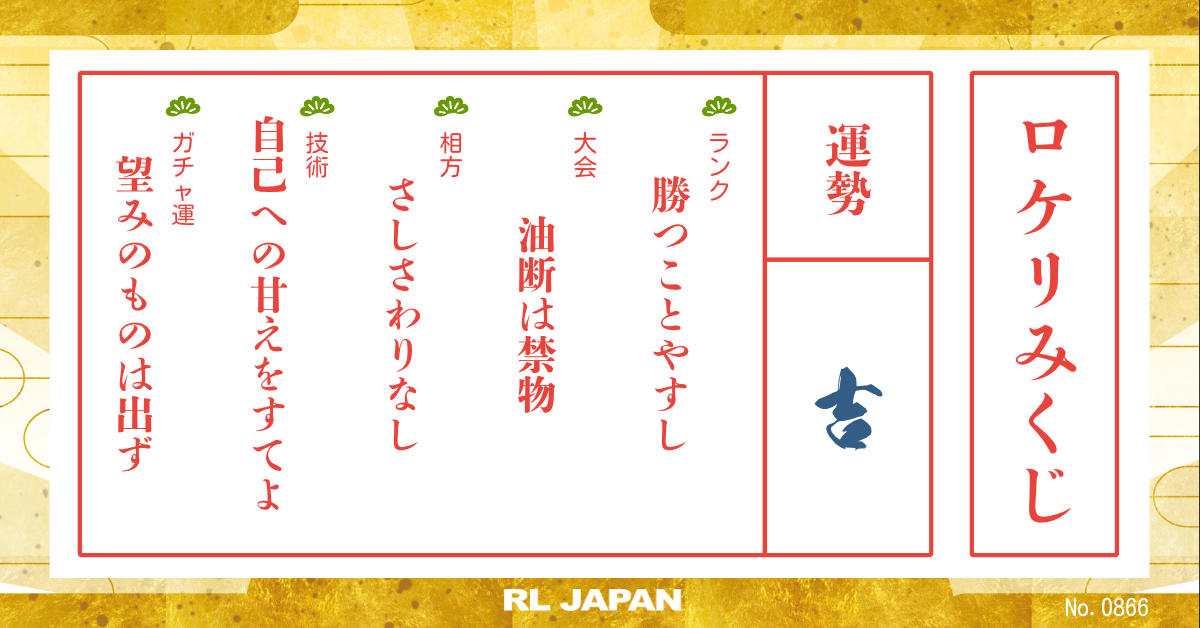 ロケリみくじ
運勢
吉
ランク
勝つことやすし
大会
油断は禁物
相方
さしさわりなし
技術
自己への甘えをすてよ
ガチャ運
望みのものは出ず
RL JAPAN
No. 0866